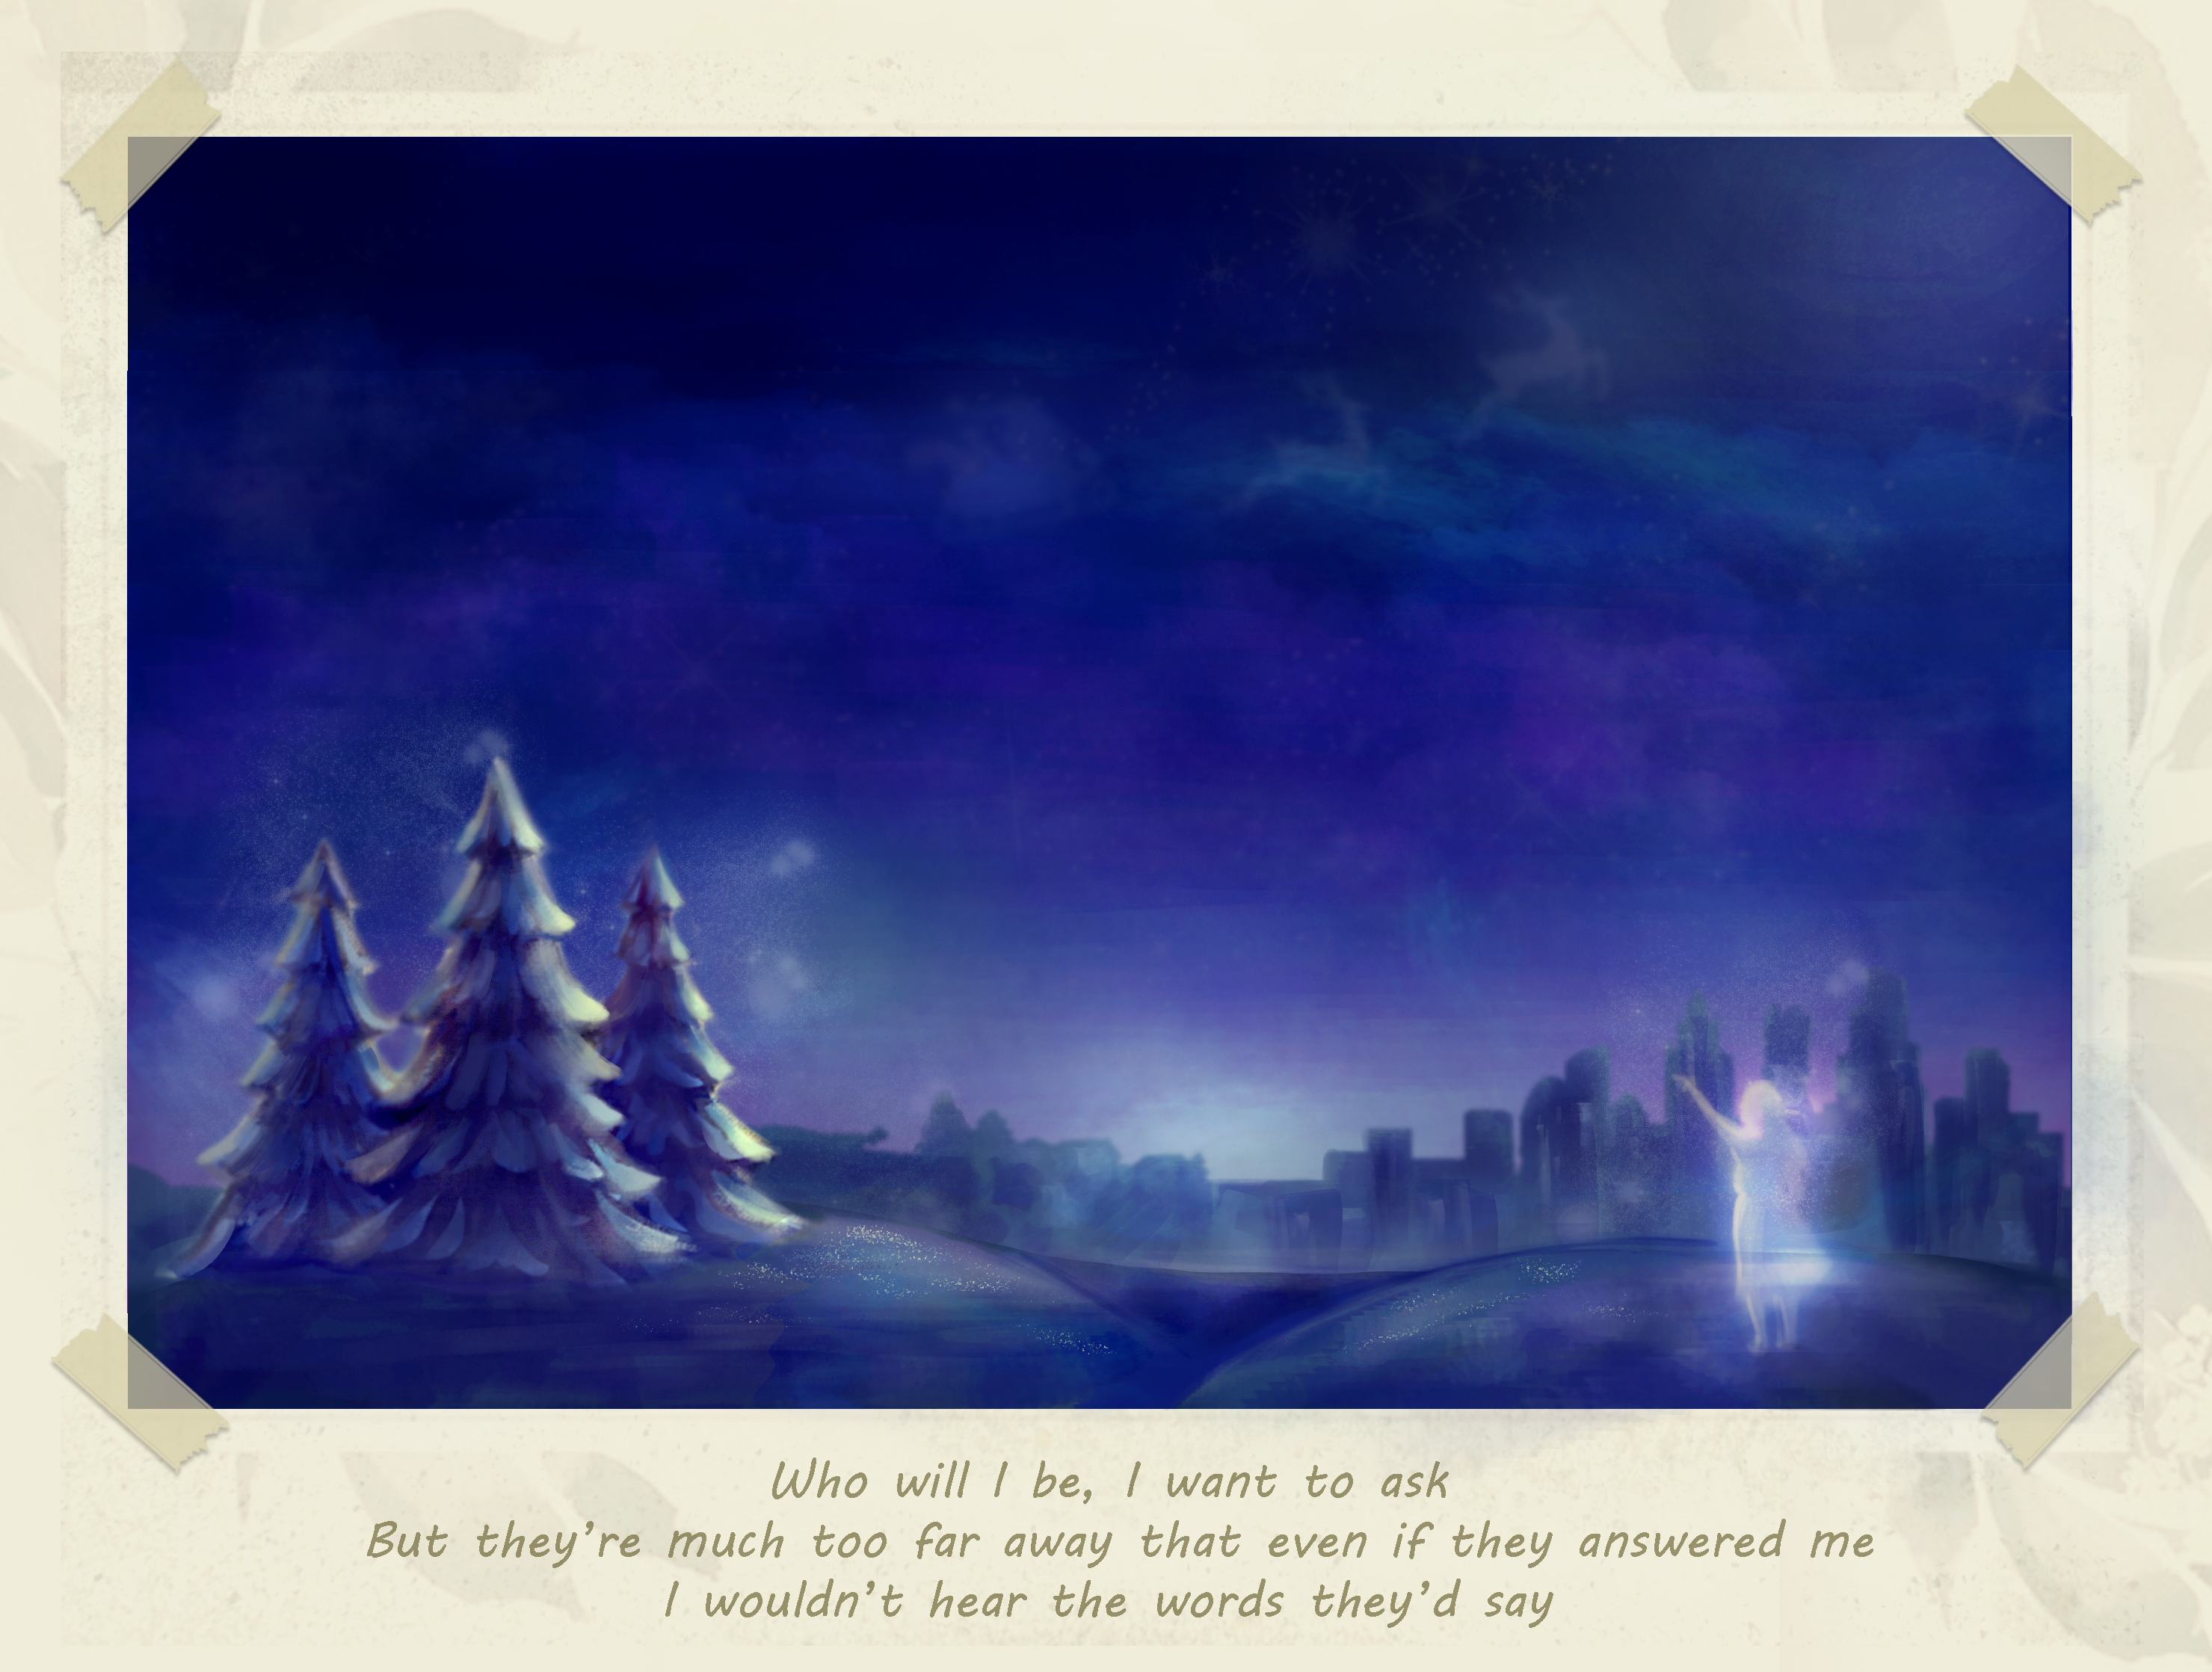 Who will I be, I want to ask
But they're much too far away that even if they answered me
I wouldn't hear the words they'd say